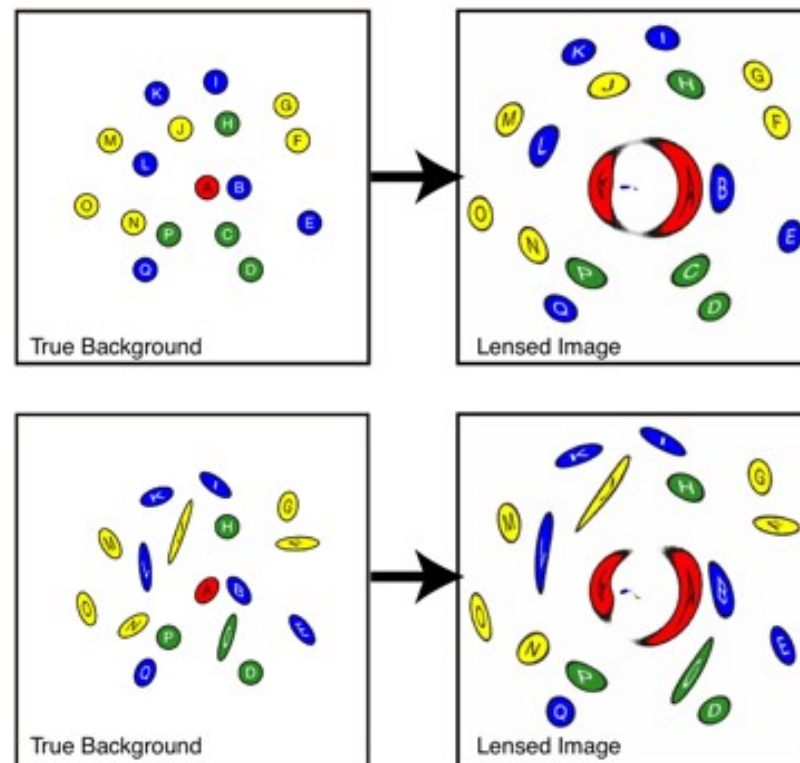 I
K
G
J H
M F
L
A B
O
N E
P C
Q D
True Background
I
K
G
J H
M F
L
B
O
E
N
P C
Q D
Lensed Image
K I
G
H
M F
A B
O
N E
P
Q D
True Background
I
K
G
J H
M F
B
O
N E
P
Q D
Lensed Image